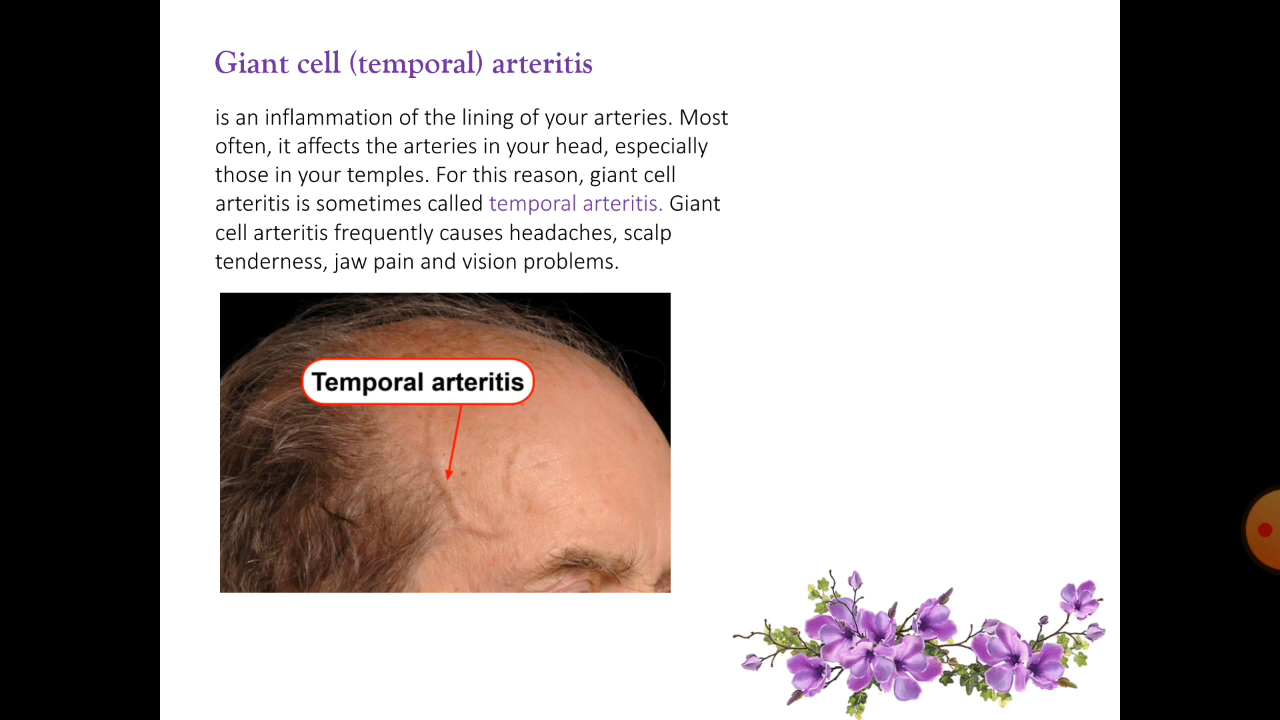 Giant cell (temporal) arteritis
is an inflammation of the lining of your arteries. Most
often, it affects the arteries in your head, especially
those in your temples. For this reason, giant cell
arteritis is sometimes called temporal arteritis. Giant
cell arteritis frequently causes headaches, scalp
tenderness, jaw pain and vision problems.
Temporal arteritis